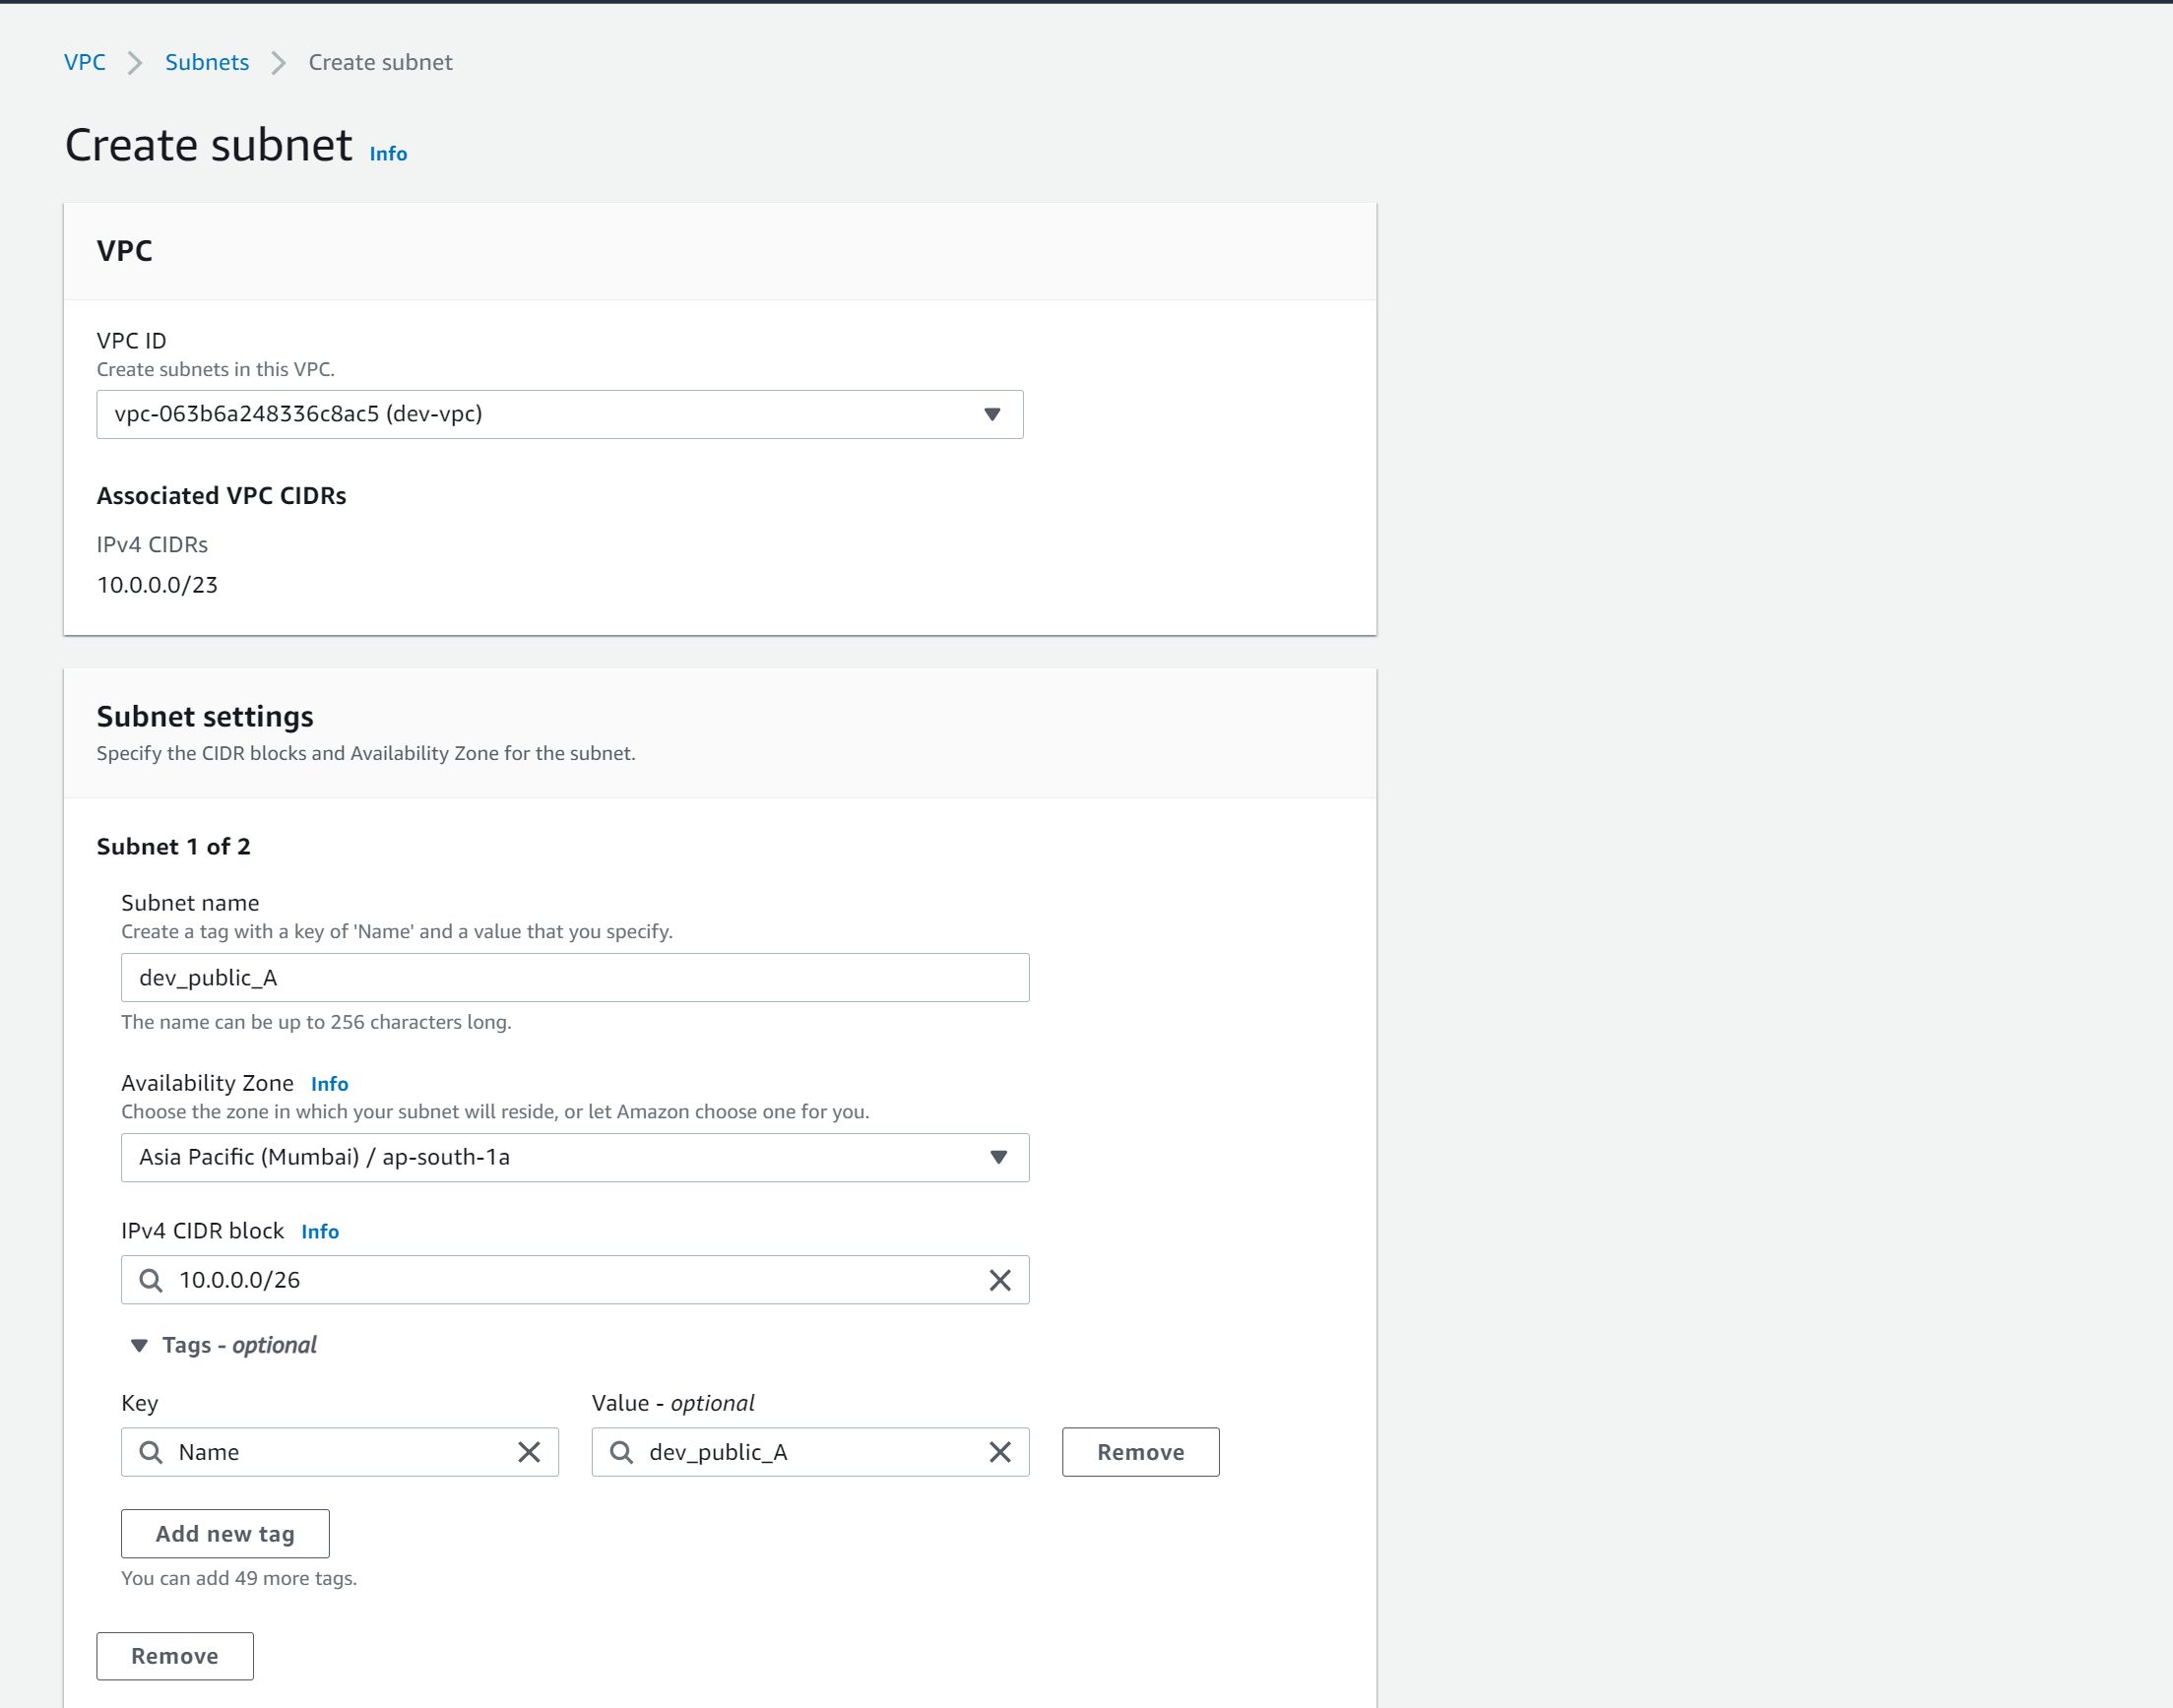 VPC > Subnets > Create subnet
Create subnet Info
VPC
VPC ID
Create subnets in this VPC.
vpc-063b6a248336c8ac5 (dev-vpc)
Associated VPC CIDRs
IPv4 CIDRs
10.0.0.0/23
Subnet settings
Specify the CIDR blocks and Availability Zone for the subnet.
Subnet 1 of 2
Subnet name
Create a tag with a key of 'Name' and a value that you specify.
dev_public_A
The name can be up to 256 characters long.
Availability Zone Info
Choose the zone in which your subnet will reside, or let Amazon choose one for you.
Asia Pacific (Mumbai) / ap-south-1a
IPv4 CIDR block Info
10.0.0.0/26
Tags - optional
Key Value - optional
Name dev_public_A Remove
Add new tag
You can add 49 more tags.
Remove